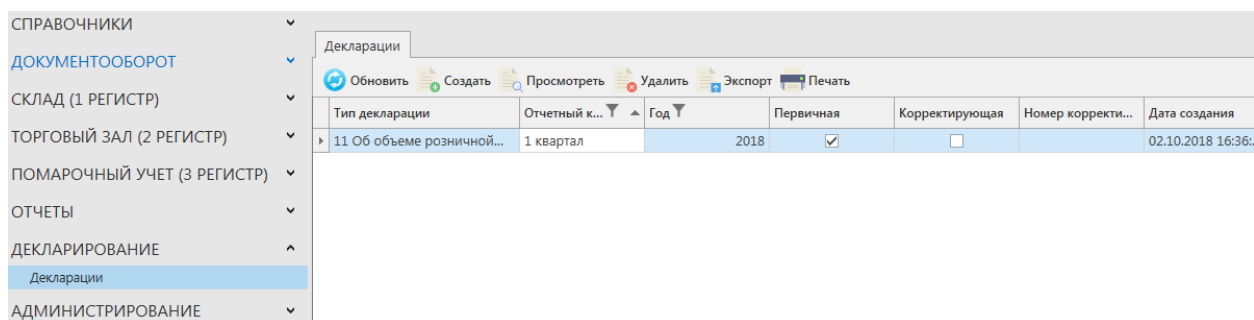 СПРАВОЧНИКИ
ДОКУМЕНТООБОРОТ
СКЛАД (1 РЕГИСТР)
ТОРГОВЫЙ ЗАЛ (2 РЕГИСТР)
ПОМАРОЧНЫЙ УЧЕТ (3 РЕГИСТР)
ОТЧЕТЫ
ДЕКЛАРИРОВАНИЕ
Декларации
АДМИНИСТРИРОВАНИЕ
Декларации
Обновить Создать Просмотреть Удалить Экспорт Печать
Тип декларации Отчетный к... Год Первичная Корректирующая Номер корректи... Дата создания
11 Об объеме розничной... 1 квартал 2018 02.10.2018 16:36: